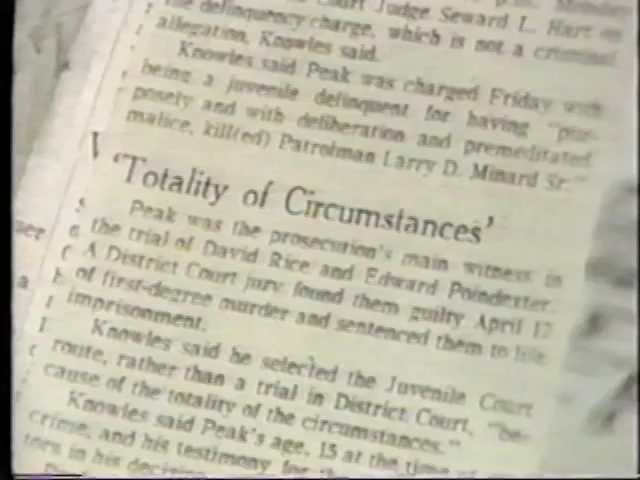 Court Judge Seward L. Hart on
the delinquency charge, which is not a criminal
allegation, Knowles said.
Knowles said Peak was charged Friday with
being a juvenile delinquent for having "pur-
posely and with deliberation and premeditated
malice, kill(ed) Patrolman Larry D. Minard Sr."
'Totality of Circumstances'
Peak was the prosecution's main witness in
the trial of David Rice and Edward Poindexter.
A District Court jury found them guilty April 17
of first-degree murder and sentenced them to life
imprisonment.
Knowles said he selected the Juvenile Court
route, rather than a trial in District Court, "be-
cause of the totality of the circumstances."
Knowles said Peak's age, 15 at the time
crime, and his testimony for
tors in his decision